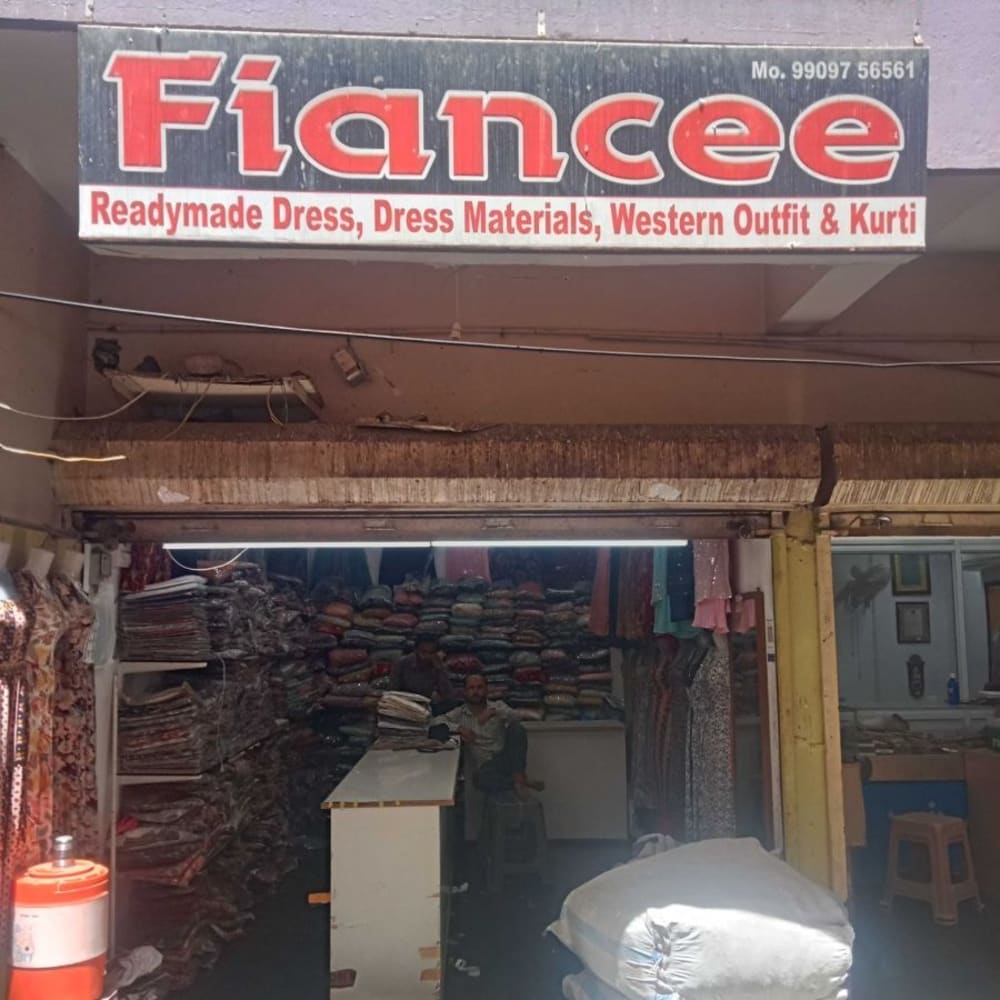 Mo. 99097 56561
Fiancee
Readymade Dress, Dress Materials, Western Outfit & Kurti